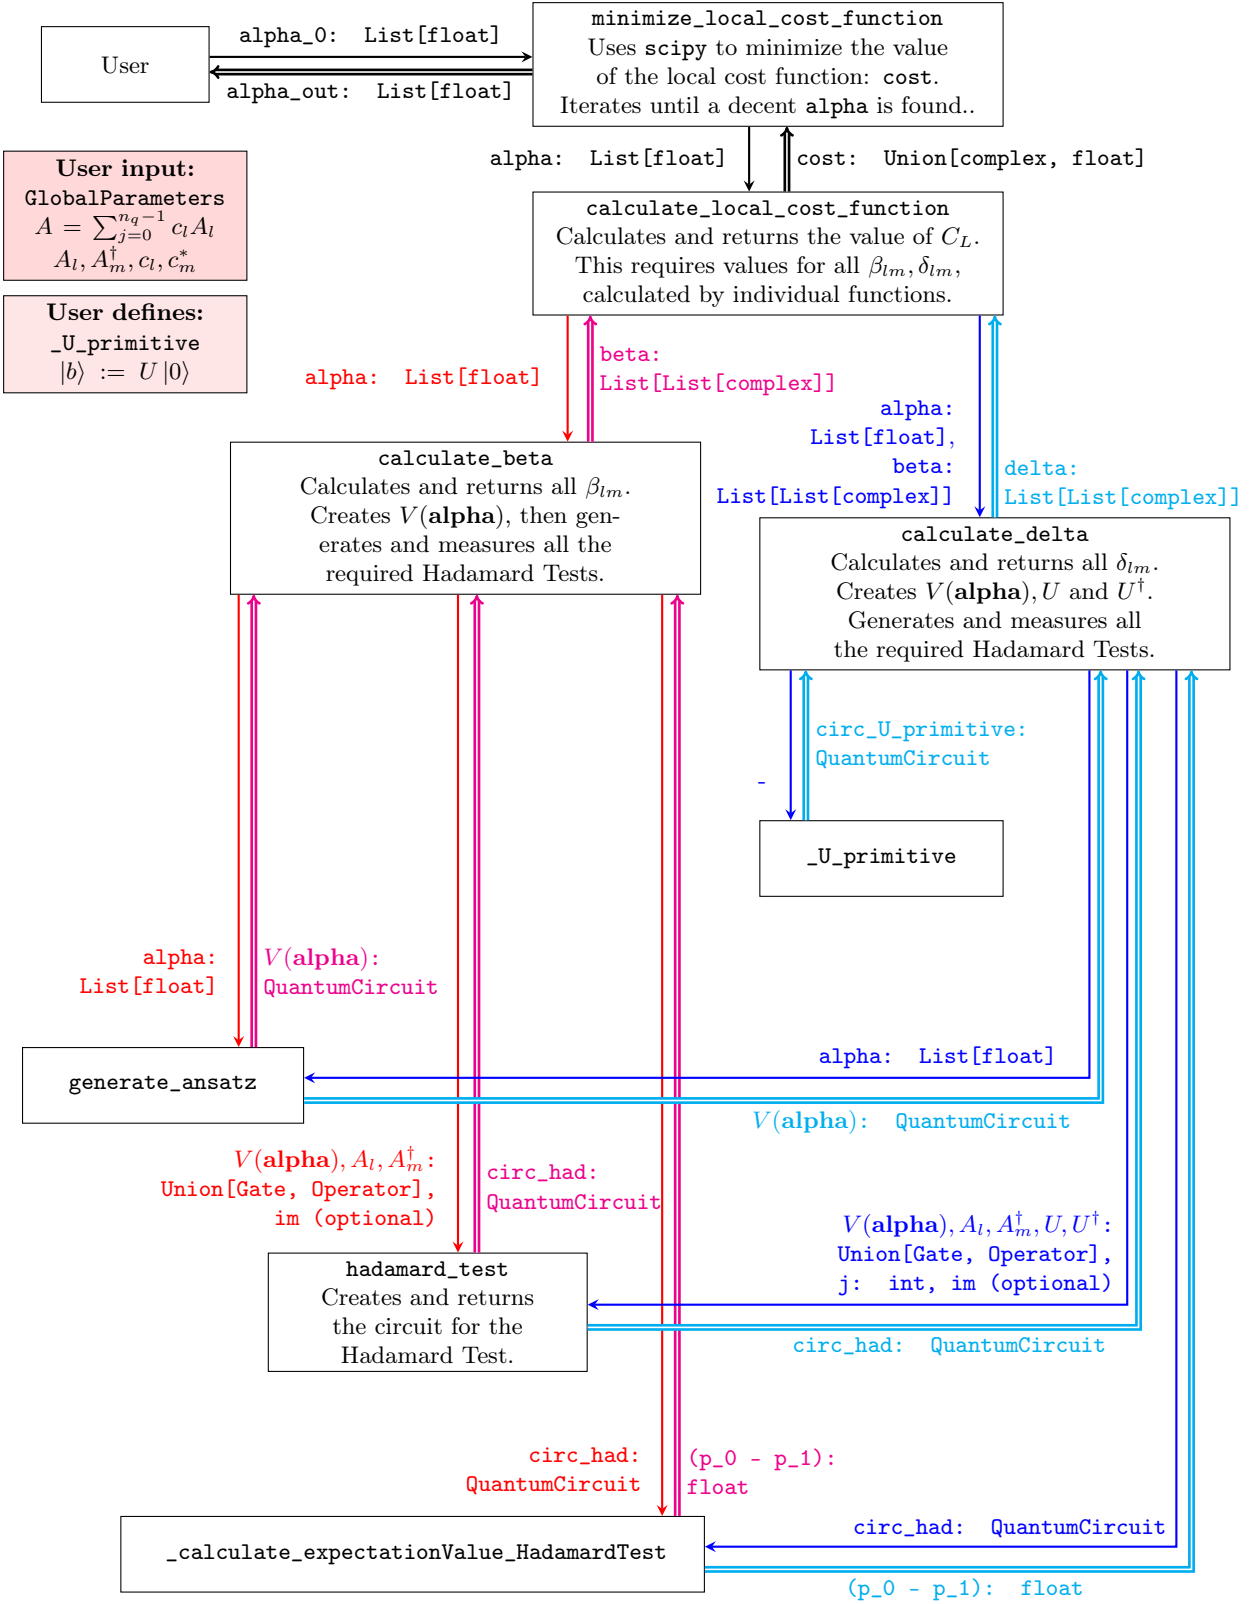 User
alpha_0: List[float]
alpha_out: List[float]
minimize_local_cost_function
Uses scipy to minimize the value
of the local cost function: cost.
Iterates until a decent alpha is found..
User input:
GlobalParameters
A = ∑_{j=0}^{n_q−1} c_l A_l
A_l, A_m^†, c_l, c_m^*
User defines:
_U_primitive
|b⟩ := U |0⟩
alpha: List[float]
cost: Union[complex, float]
calculate_local_cost_function
Calculates and returns the value of C_L.
This requires values for all β_{lm}, δ_{lm},
calculated by individual functions.
alpha: List[float]
beta:
List[List[complex]]
alpha:
List[float],
beta:
List[List[complex]]
delta:
List[List[complex]]
calculate_beta
Calculates and returns all β_{lm}.
Creates V(alpha), then gen-
erates and measures all the
required Hadamard Tests.
calculate_delta
Calculates and returns all δ_{lm}.
Creates V(alpha), U and U^†.
Generates and measures all
the required Hadamard Tests.
-
circ_U_primitive:
QuantumCircuit
_U_primitive
alpha:
List[float]
V(alpha):
QuantumCircuit
generate_ansatz
alpha: List[float]
V(alpha): QuantumCircuit
V(alpha), A_l, A_m^†:
Union[Gate, Operator],
im (optional)
circ_had:
QuantumCircuit
V(alpha), A_l, A_m^†, U, U^†:
Union[Gate, Operator],
j: int, im (optional)
hadamard_test
Creates and returns
the circuit for the
Hadamard Test.
circ_had: QuantumCircuit
circ_had:
QuantumCircuit
(p_0 - p_1):
float
_calculate_expectationValue_HadamardTest
circ_had: QuantumCircuit
(p_0 - p_1): float